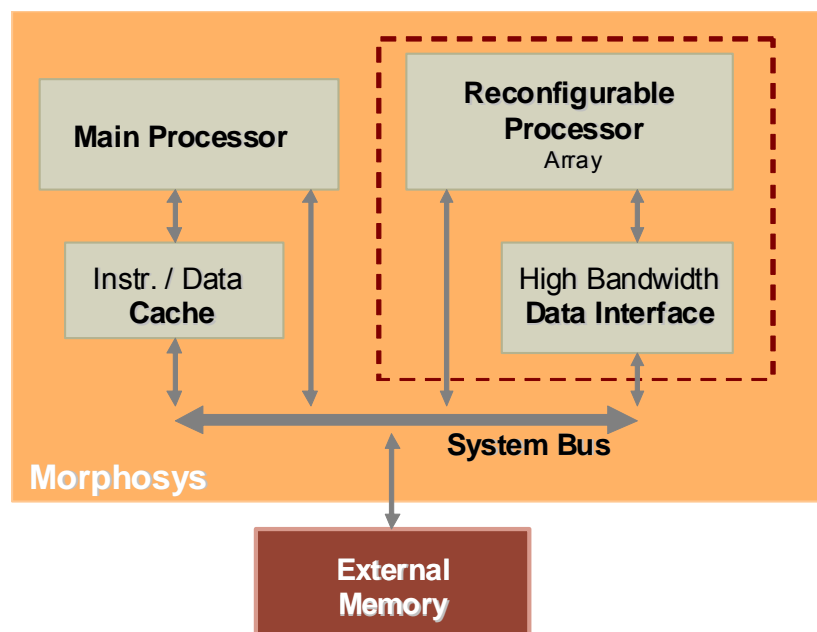 Main Processor
Reconfigurable
Processor
Array
Instr. / Data
Cache
High Bandwidth
Data Interface
System Bus
Morphosys
External
Memory